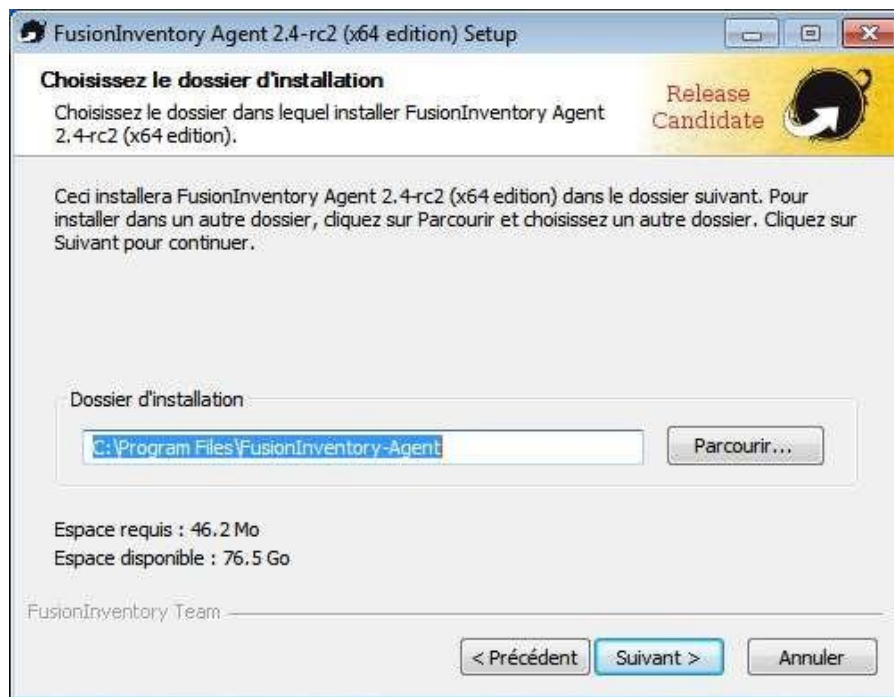 FusionInventory Agent 2.4-rc2 (x64 edition) Setup
Choisissez le dossier d'installation
Choisissez le dossier dans lequel installer FusionInventory Agent
2.4-rc2 (x64 edition).
Release
Candidate
Ceci installera FusionInventory Agent 2.4-rc2 (x64 edition) dans le dossier suivant. Pour
installer dans un autre dossier, cliquez sur Parcourir et choisissez un autre dossier. Cliquez sur
Suivant pour continuer.
Dossier d'installation
C:\Program Files\FusionInventory-Agent
Parcourir...
Espace requis : 46.2 Mo
Espace disponible : 76.5 Go
FusionInventory Team
< Précédent
Suivant >
Annuler